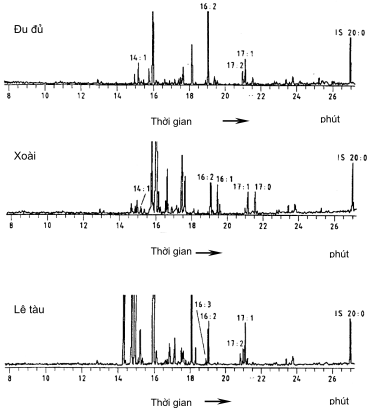 Đu đủ
14:1
16:2
17:2
17:1
IS 20:0
8 10 12 14 16 18 20 22 24 26
Thời gian
phút
Xoài
14:1
16:2
16:1
17:1
17:0
IS 20:0
8 10 12 14 16 18 20 22 24 26
Thời gian
phút
Lê tàu
16:3
16:2
17:2
17:1
IS 20:0
8 10 12 14 16 18 20 22 24 26
Thời gian
phút